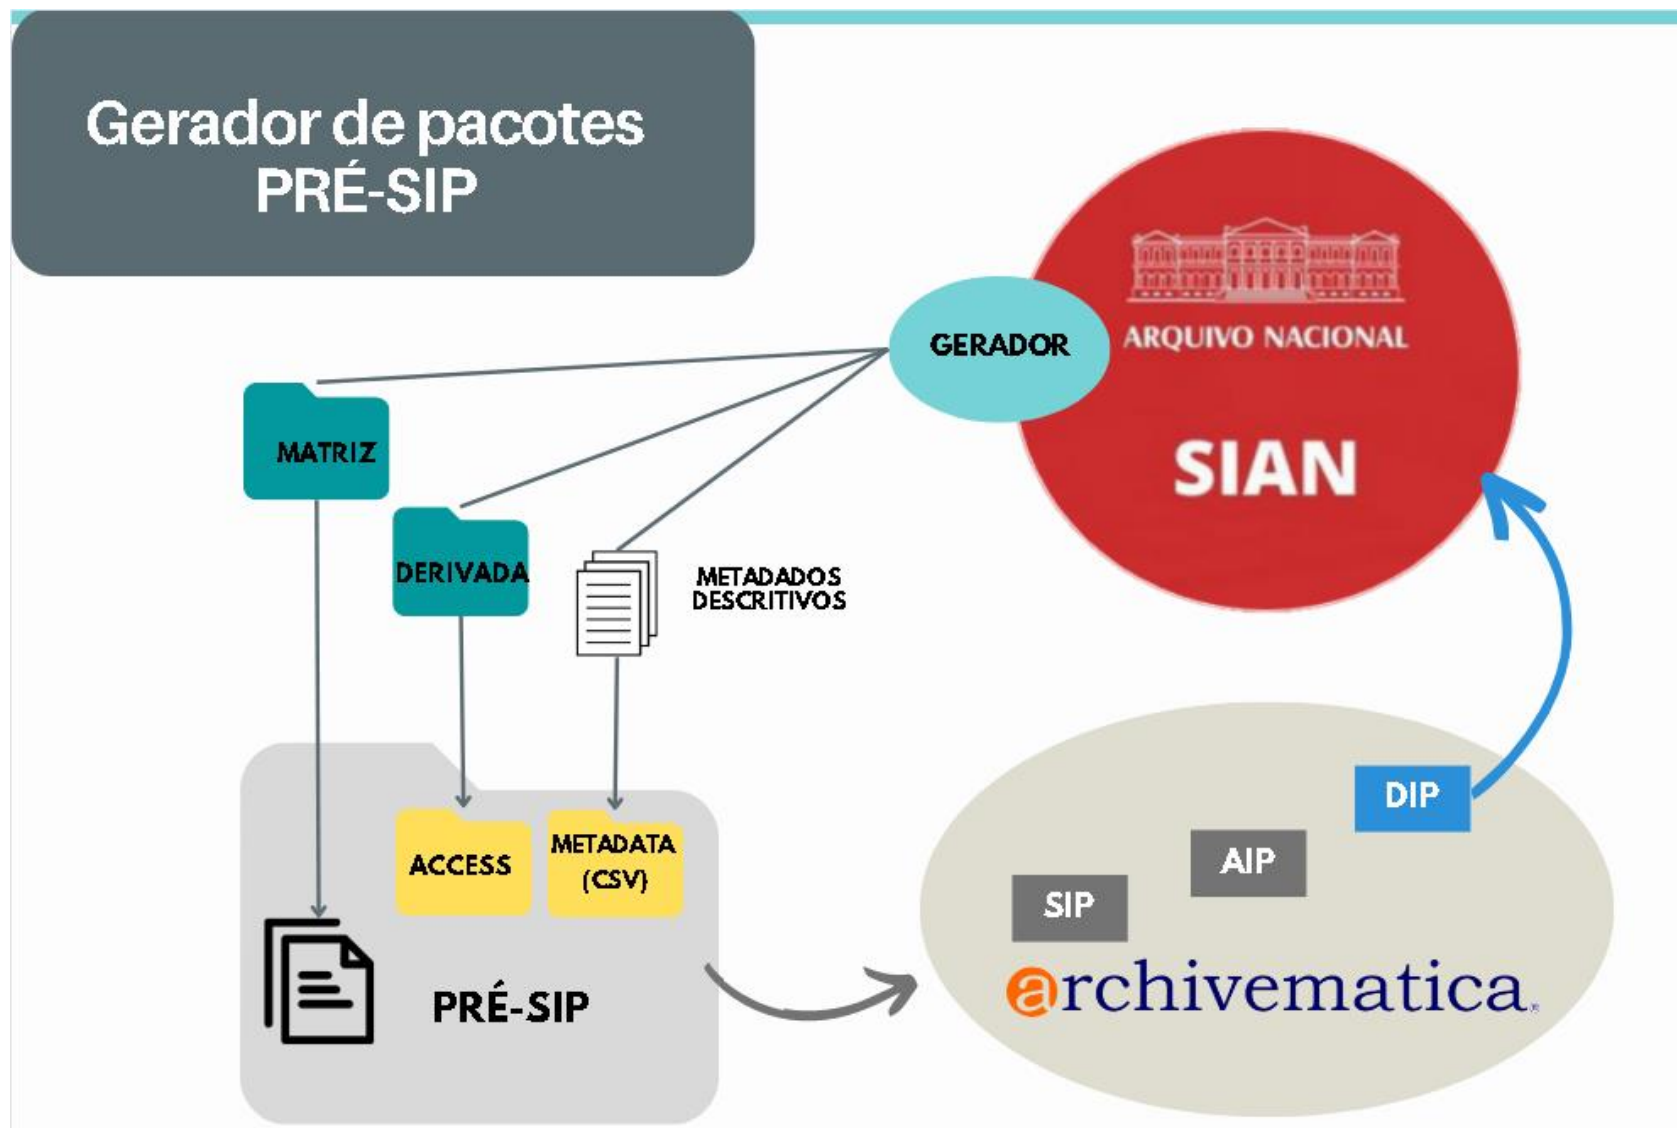 Gerador de pacotes
PRÉ-SIP
ARQUIVO NACIONAL
SIAN
GERADOR
MATRIZ
DERIVADA
METADADOS
DESCRITIVOS
ACCESS
METADATA
(CSV)
PRÉ-SIP
DIP
AIP
SIP
archivematica®